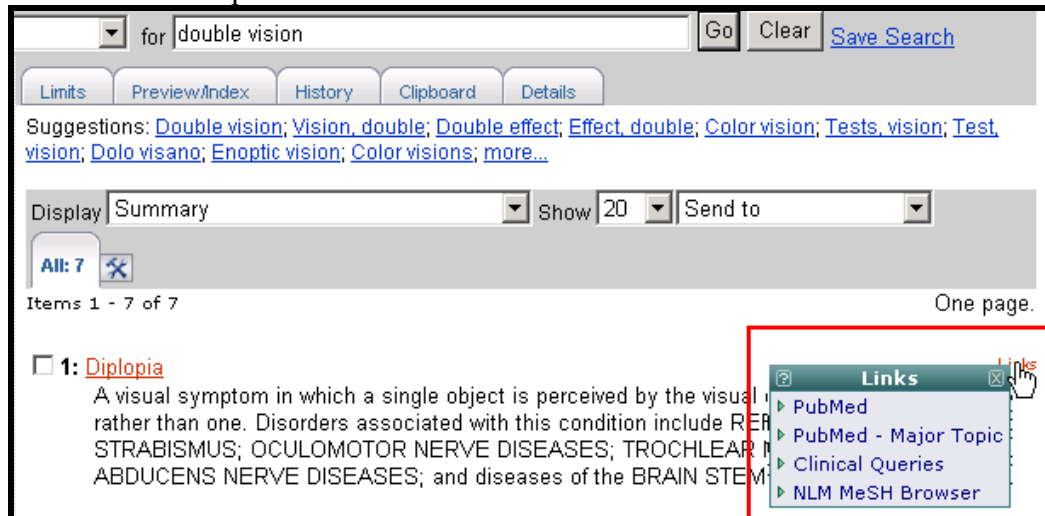 for double vision Go Clear Save Search
Limits Preview/Index History Clipboard Details
Suggestions: Double vision; Vision, double; Double effect; Effect, double; Color vision; Tests, vision; Test,
vision; Dolo visano; Enoptic vision; Color visions; more...
Display Summary Show 20 Send to
All: 7
Items 1 - 7 of 7 One page.
1: Diplopia Links
A visual symptom in which a single object is perceived by the visual
rather than one. Disorders associated with this condition include
STRABISMUS; OCULOMOTOR NERVE DISEASES; TROCHLEAR
ABDUCENS NERVE DISEASES; and diseases of the BRAIN STEM
? Links X
PubMed
PubMed - Major Topic
Clinical Queries
NLM MeSH Browser